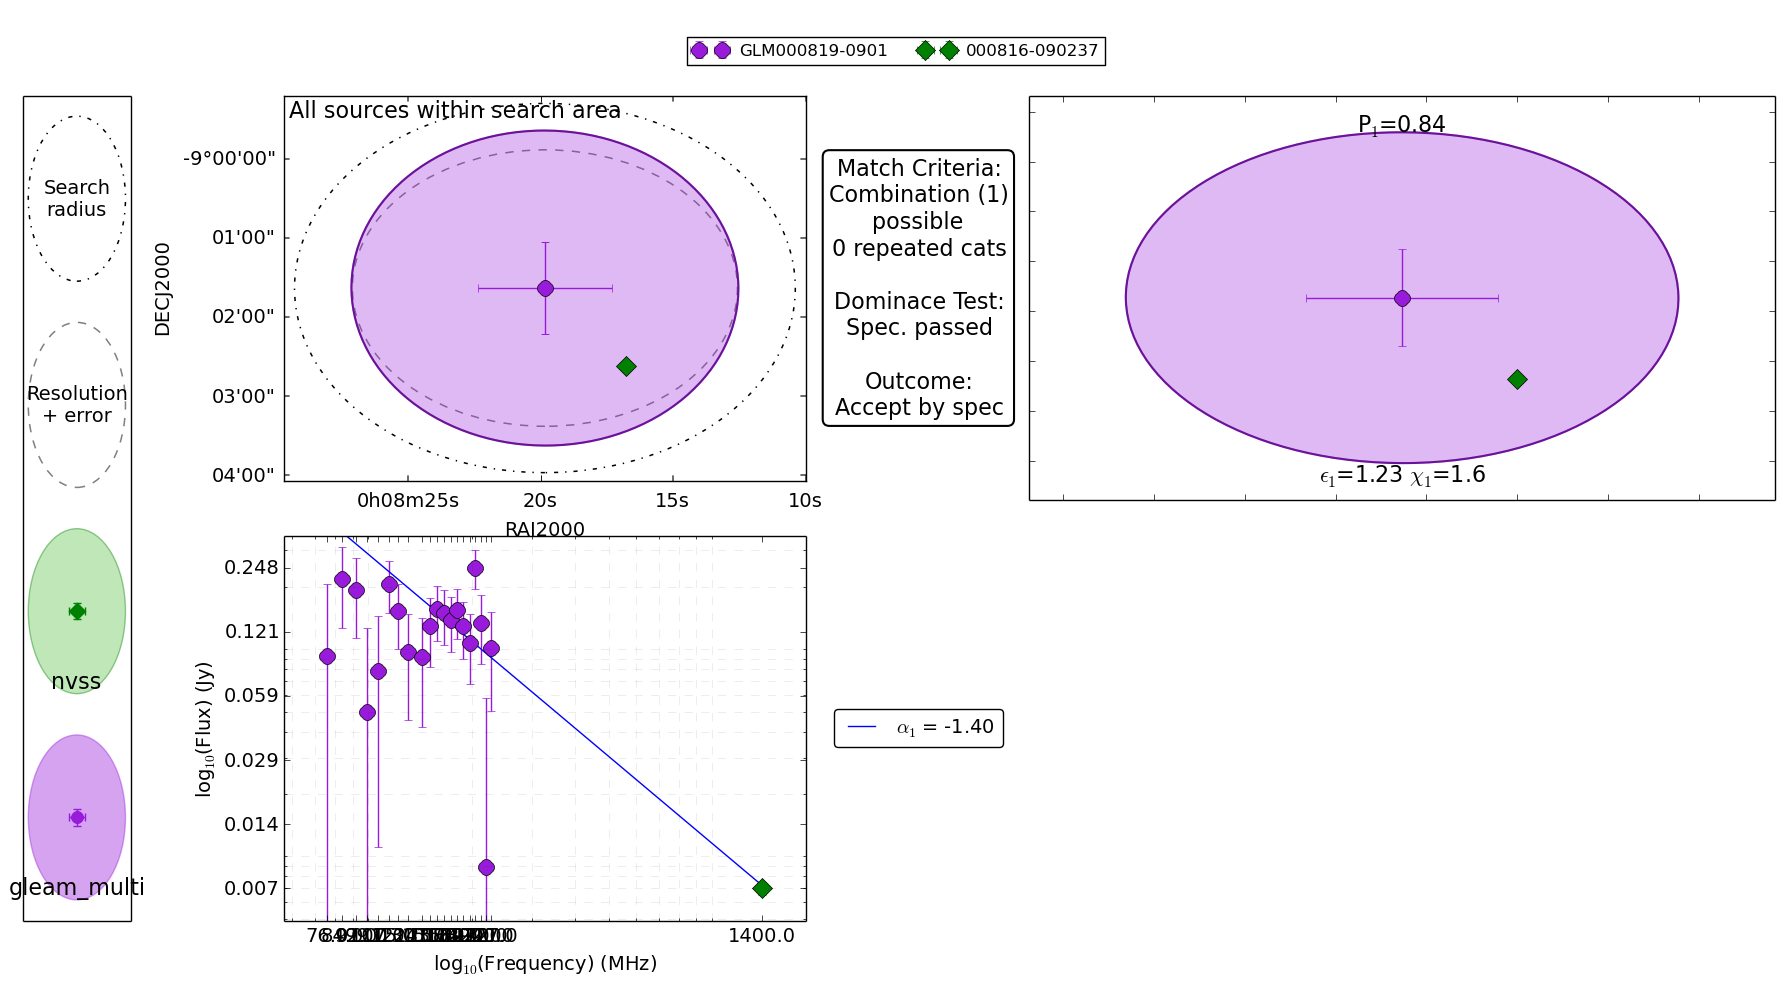 GLM000819-0901 000816-090237
Search
radius
Resolution
+ error
nvss
gleam_multi
All sources within search area
DECJ2000
-9°00'00"
01'00"
02'00"
03'00"
04'00"
0h08m25s 20s 15s 10s
RAJ2000
Match Criteria:
Combination (1)
possible
0 repeated cats
Dominace Test:
Spec. passed
Outcome:
Accept by spec
P₁=0.84
ϵ₁=1.23 χ₁=1.6
log₁₀(Flux) (Jy)
0.248
0.121
0.059
0.029
0.014
0.007
1400.0
log₁₀(Frequency) (MHz)
α₁ = -1.40